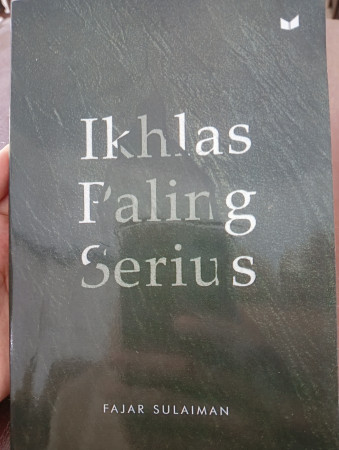 Ikhlas
Paling
Serius
FAJAR SULAIMAN